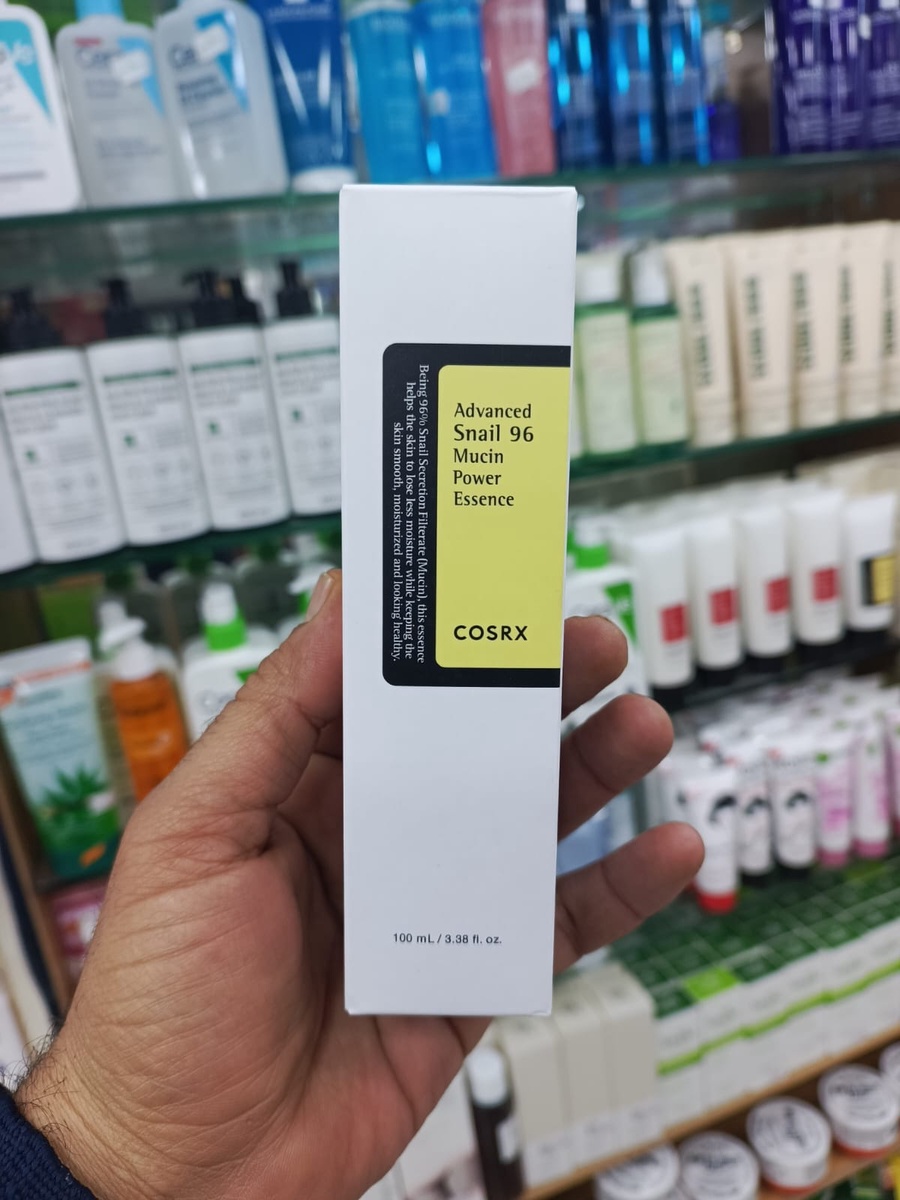 Advanced
Snail 96
Mucin
Power
Essence
COSRX
Being 96% Snail Secretion Filterate (Mucin), this essence
helps the skin to lose less moisture while keeping the
skin smooth, moisturized and looking healthy.
100 mL / 3.38 fl. oz.